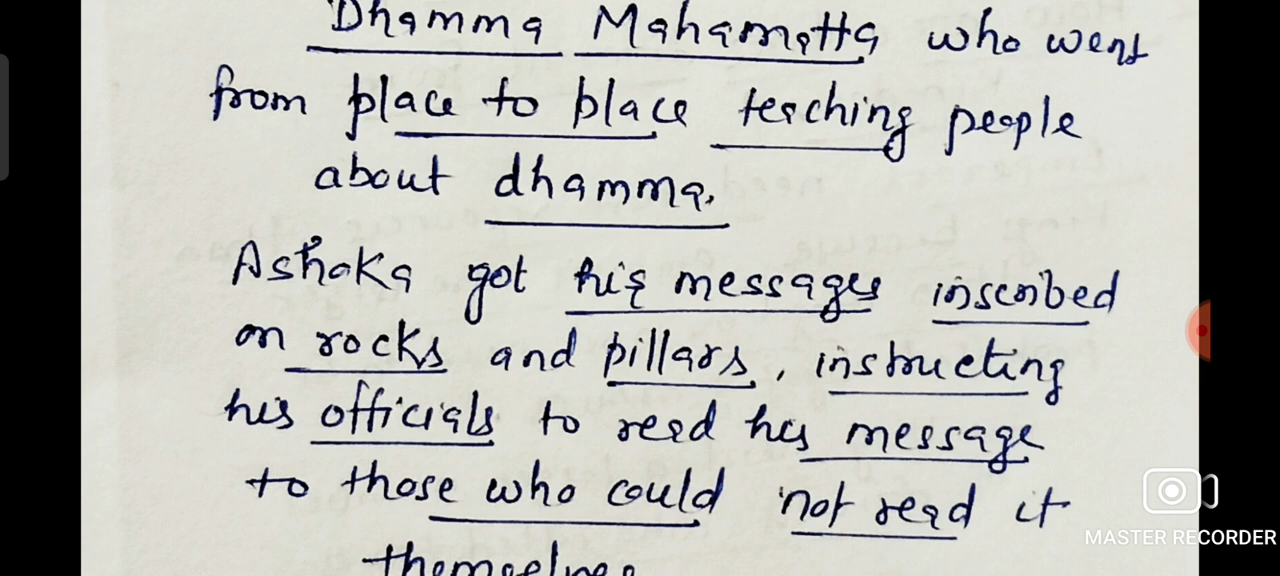 Dhamma Mahamatta who went
from place to place teaching people
about dhamma.
Ashoka got his messages inscribed
on rocks and pillars, instructing
his officials to read his message
to those who could not read it
themselves
MASTER RECORDER